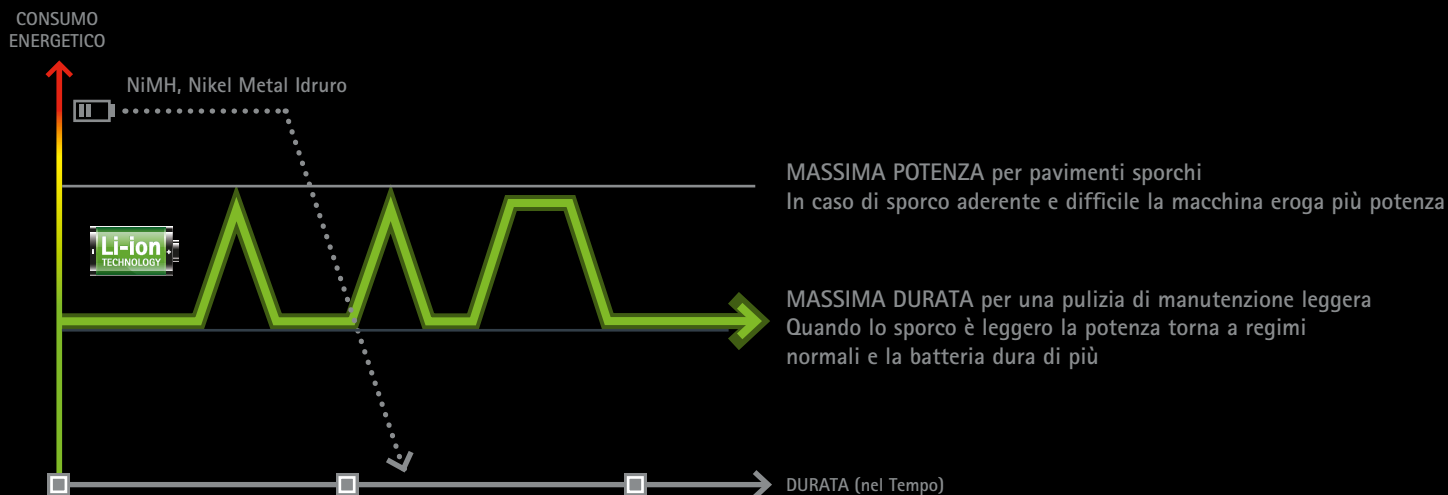 CONSUMO
ENERGETICO
NiMH, Nikel Metal Idruro
MASSIMA POTENZA per pavimenti sporchi
In caso di sporco aderente e difficile la macchina eroga più potenza
Li-ion
TECHNOLOGY
MASSIMA DURATA per una pulizia di manutenzione leggera
Quando lo sporco è leggero la potenza torna a regimi
normali e la batteria dura di più
DURATA (nel Tempo)